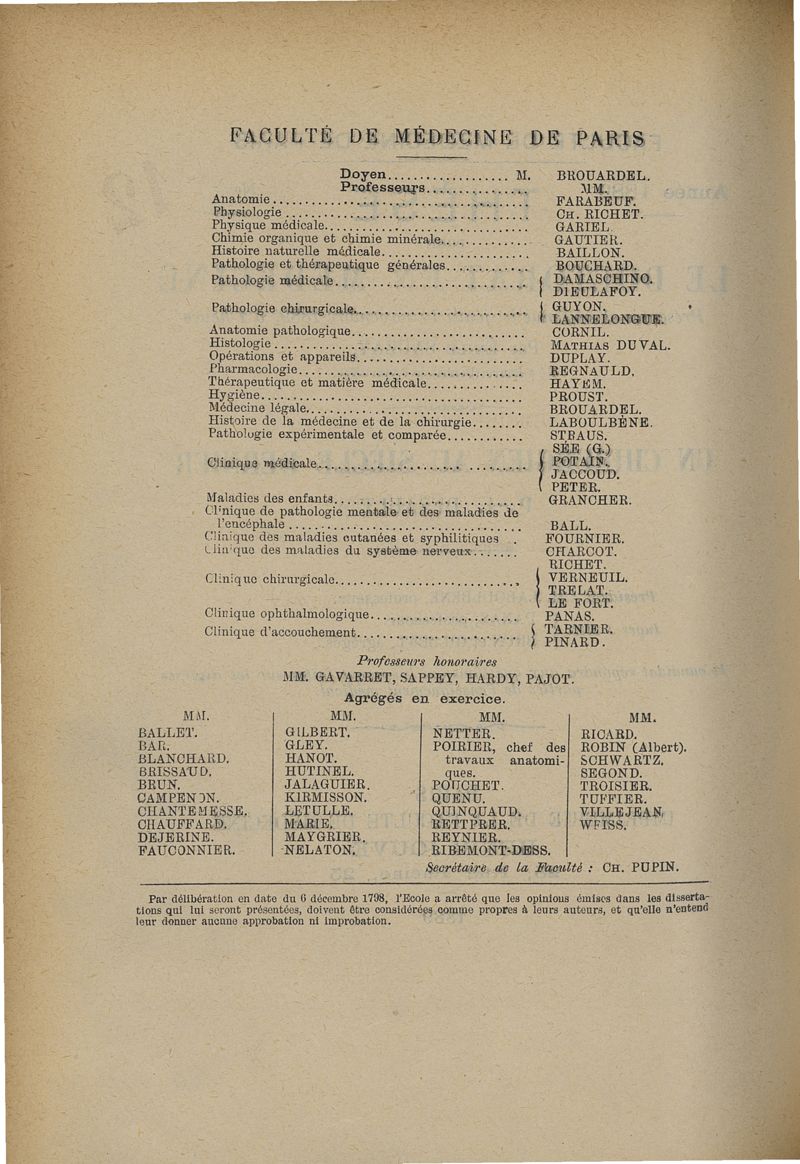 FACULTÉ DE MÉDECINE DE PARIS
Doyen.................. M. BROUARDEL.
Professeurs............... MM.
Anatomie....................................... FARABEUF.
Physiologie..................................... CH. RICHET.
Physique médicale............................... GARIEL.
Chimie organique et chimie minérale............. GAUTIER.
Histoire naturelle médicale..................... BAILLON.
Pathologie et thérapeutique générales............ BOUCHARD.
Pathologie médicale............................. DAMASCHINO.
DIEULAFOY.
Pathologie chirurgicale.......................... GUYON.
LANNELONGUE.
Anatomie pathologique.......................... CORNIL.
Histologie...................................... MATHIAS DUVAL.
Opérations et appareils......................... DUPLAY.
Pharmacologie.................................. REGNAULD.
Thérapeutique et matière médicale............... HAYEM.
Hygiène........................................ PROUST.
Médecine légale................................. BROUARDEL.
Histoire de la médecine et de la chirurgie........ LABOULBÈNE.
Pathologie expérimentale et comparée............ STRAUS.
SÉE (G.)
Clinique médicale............................... POTAIN.
JACCOUD.
PETER.
Maladies des enfants............................ GRANCHER.
Clinique de pathologie mentale et des maladies de
l'encéphale.................................... BALL.
Clinique des maladies cutanées et syphilitiques . FOURNIER.
Clinique des maladies du système nerveux....... CHARCOT.
RICHET.
Clinique chirurgicale............................ VERNEUIL.
TRELAT.
LE FORT.
Clinique ophthalmologique....................... PANAS.
Clinique d'accouchement......................... TARNIER.
PINARD.
Professeurs honoraires
MM. GAVARRET, SAPPEY, HARDY, PAJOT.
Agrégés en exercice.
MM.
BALLET.
BAR.
BLANCHARD.
BRISSAUD.
BRUN.
CAMPENON.
CHANTEMESSE.
CHAUFFARD.
DEJERINE.
FAUCONNIER.
MM.
GILBERT.
GLEY.
HANOT.
HUTINEL.
JALAGUIER.
KIRMISSON.
LETULLE.
MARIE.
MAYGRIER.
NELATON.
MM.
NETTER.
POIRIER, chef des
travaux anatomi-
ques.
POUCHET.
QUENU.
QUINQUAUD.
RETTPRER.
REYNIER.
RIBEMONT-DESS.
MM.
RICARD.
ROBIN (Albert).
SCHWARTZ.
SEGOND.
TROISIER.
TUFFIER.
VILLEJEAN.
WEISS.
Secrétaire de la Faculté : CH. PUPIN.
Par délibération en date du 6 décembre 1798, l'Ecole a arrêté que les opinions émises dans les disserta-
tions qui lui seront présentées, doivent être considérées comme propres à leurs auteurs, et qu'elle n'entend
leur donner aucune approbation ni improbation.